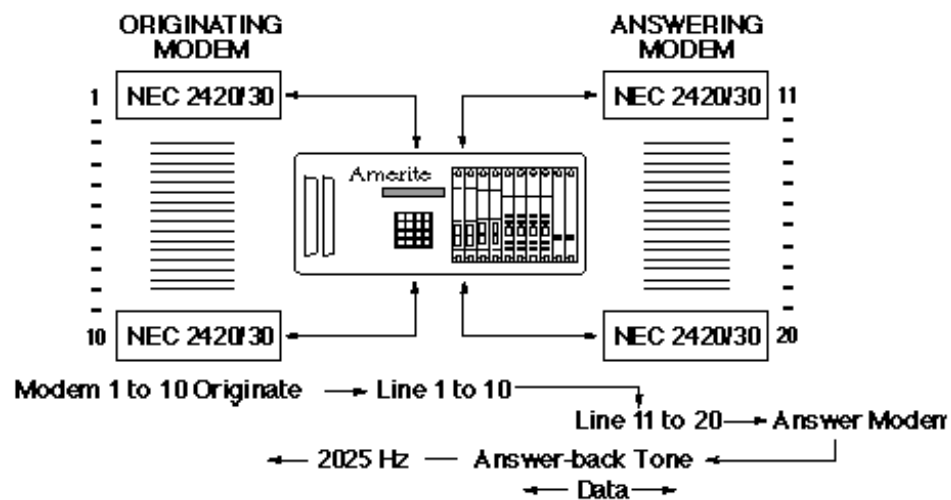 ORIGINATING
MODEM
ANSWERING
MODEM
1 NEC 2420/30
NEC 2420/30 11
Amerite
10 NEC 2420/30
NEC 2420/30 20
Modem 1 to 10 Originate
Line 1 to 10
Line 11 to 20
Answer Modem
2025 Hz
Answer-back Tone
Data